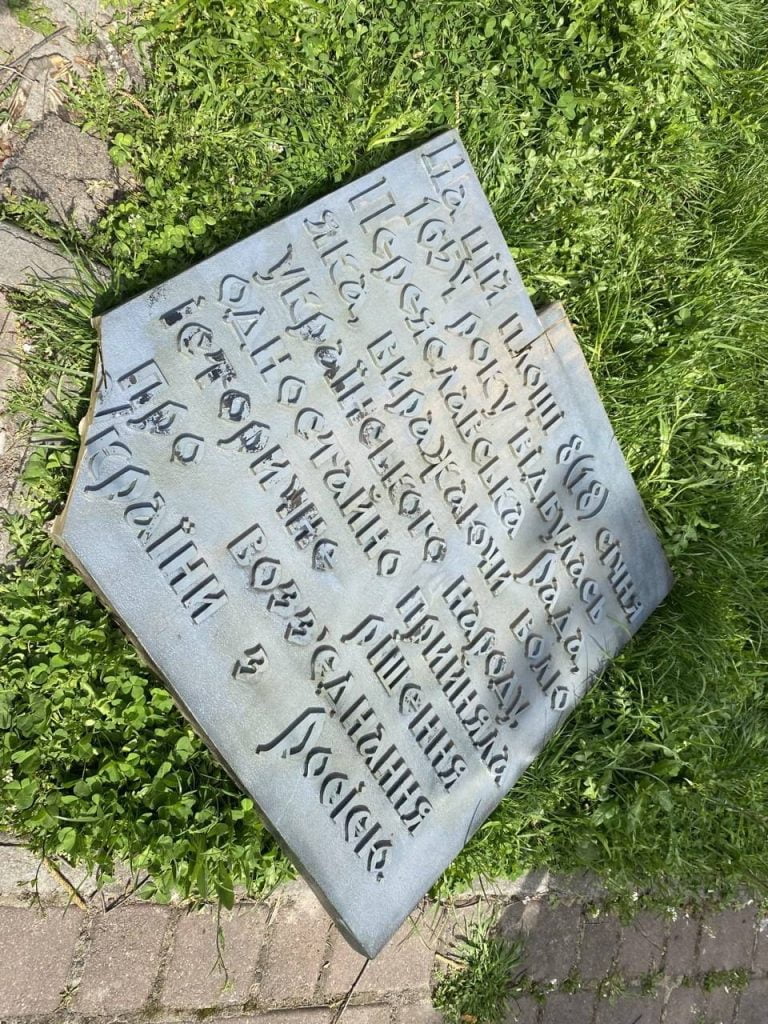 На цій площі 8(18) січня
1654 року відбулась
Переяславська Рада,
яка, виражаючи волю
українського народу,
одностайно прийняла
історичне рішення
про возз'єднання
України з Росією.